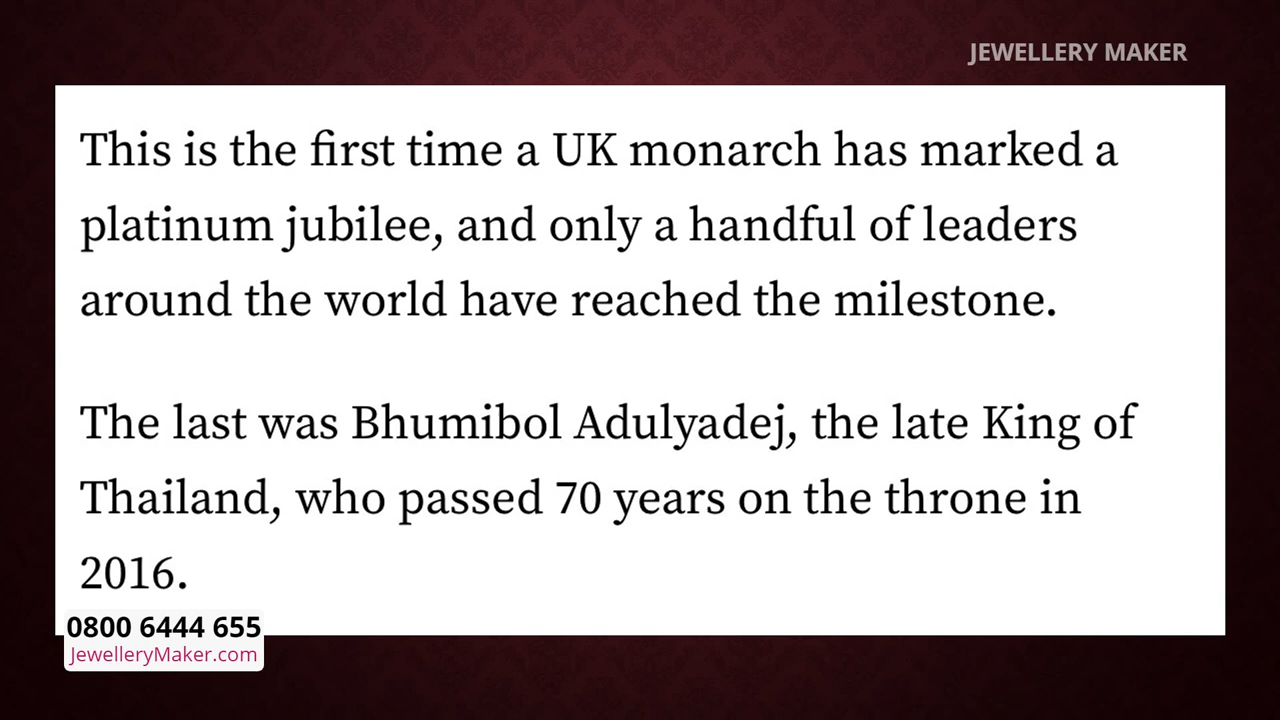 JEWELLERY MAKER
This is the first time a UK monarch has marked a
platinum jubilee, and only a handful of leaders
around the world have reached the milestone.
The last was Bhumibol Adulyadej, the late King of
Thailand, who passed 70 years on the throne in
2016.
0800 6444 655
JewelleryMaker.com